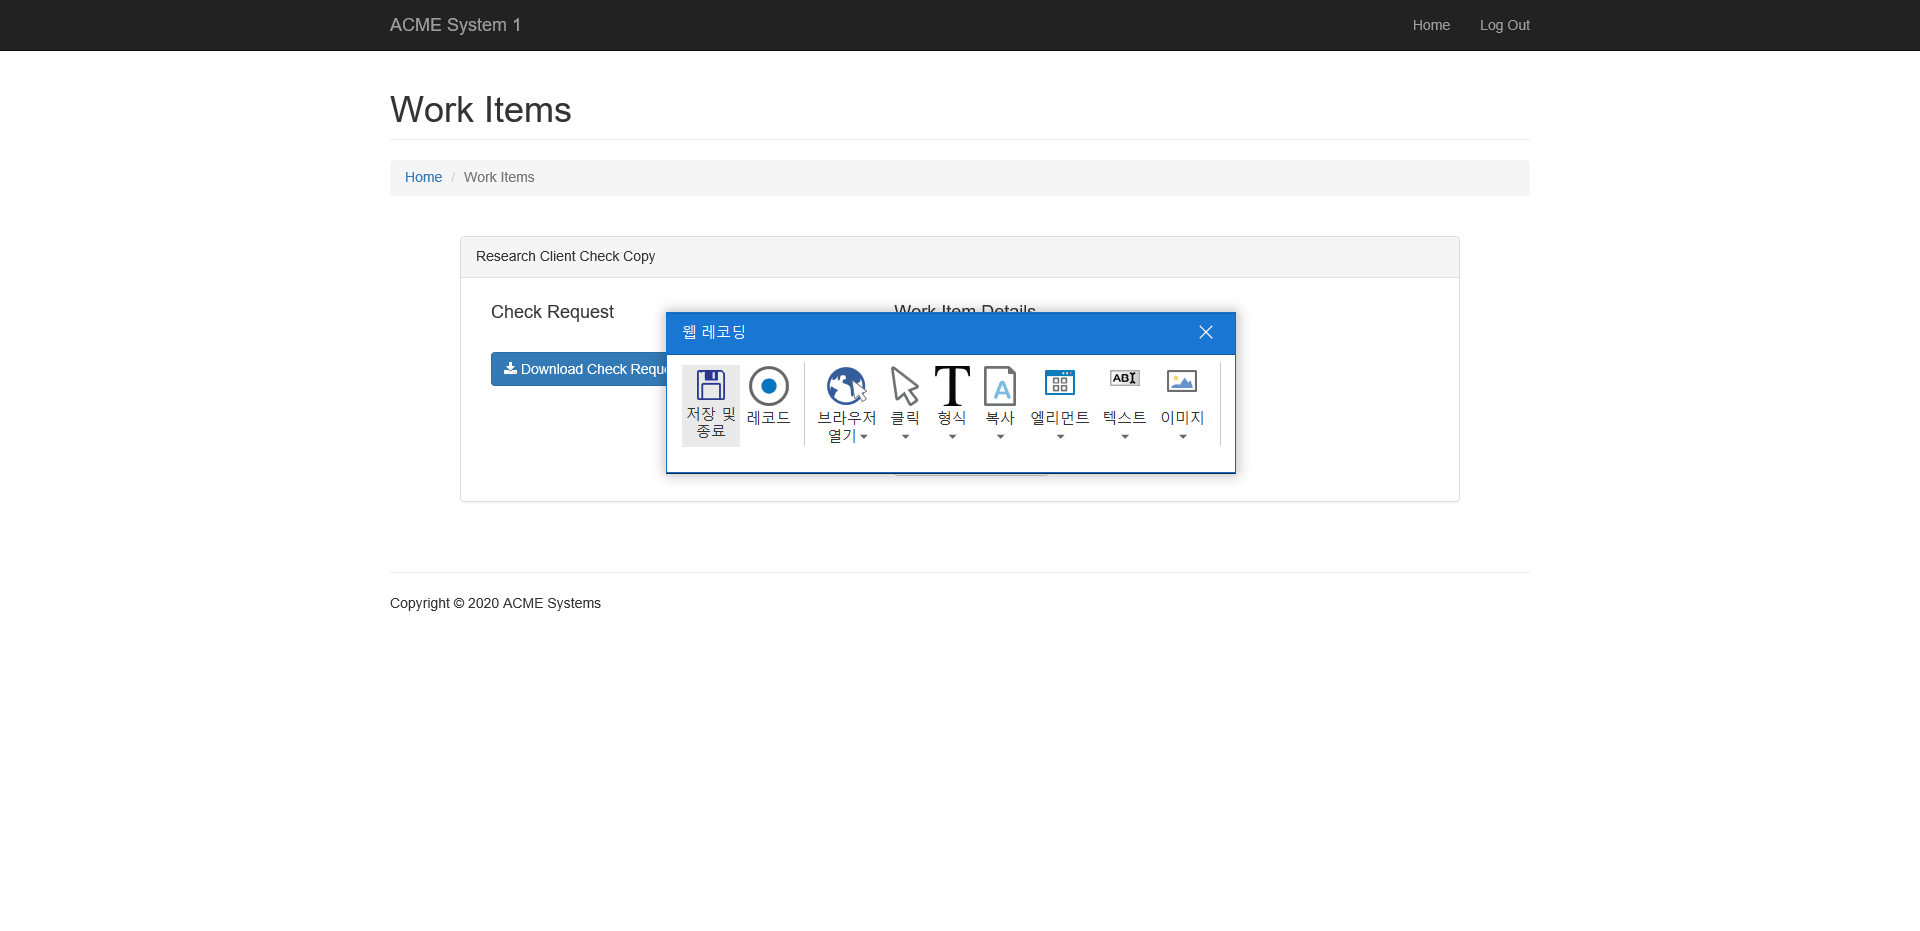 ACME System 1
Home
Log Out
Work Items
Home / Work Items
Research Client Check Copy
Check Request
Work Item Details
Download Check Requ
웹 레코딩
저장 및
종료
레코드
브라우저
열기
클릭
형식
복사
엘리먼트
텍스트
이미지
Copyright © 2020 ACME Systems